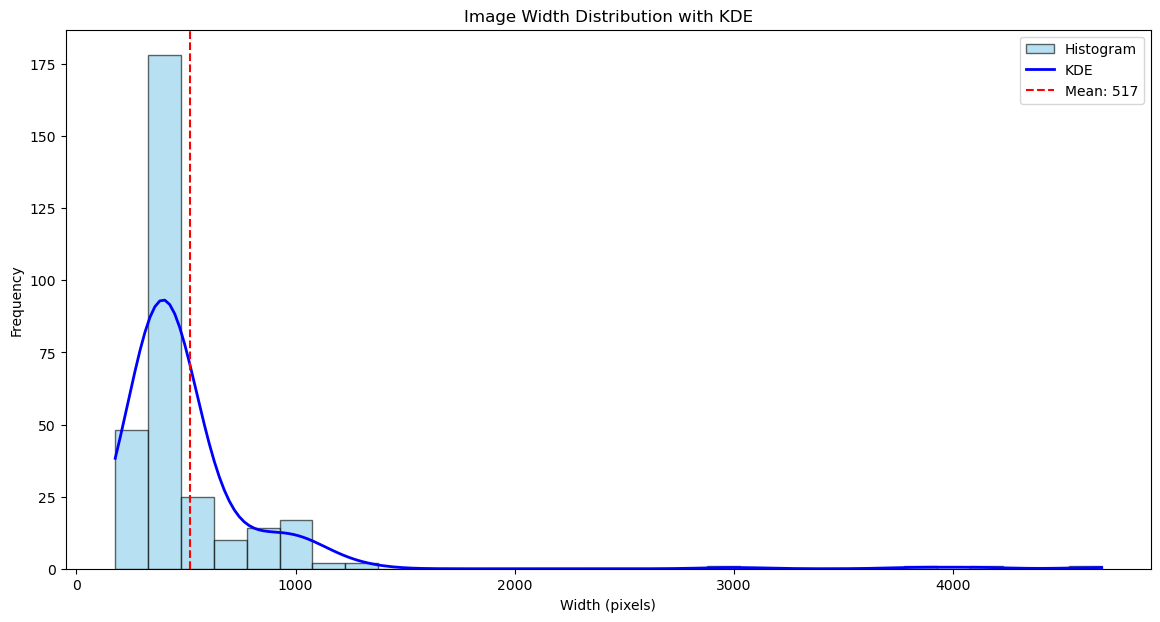 Image Width Distribution with KDE
Histogram
KDE
Mean: 517
175
150
125
100
75
50
25
0
Frequency
0 1000 2000 3000 4000
Width (pixels)